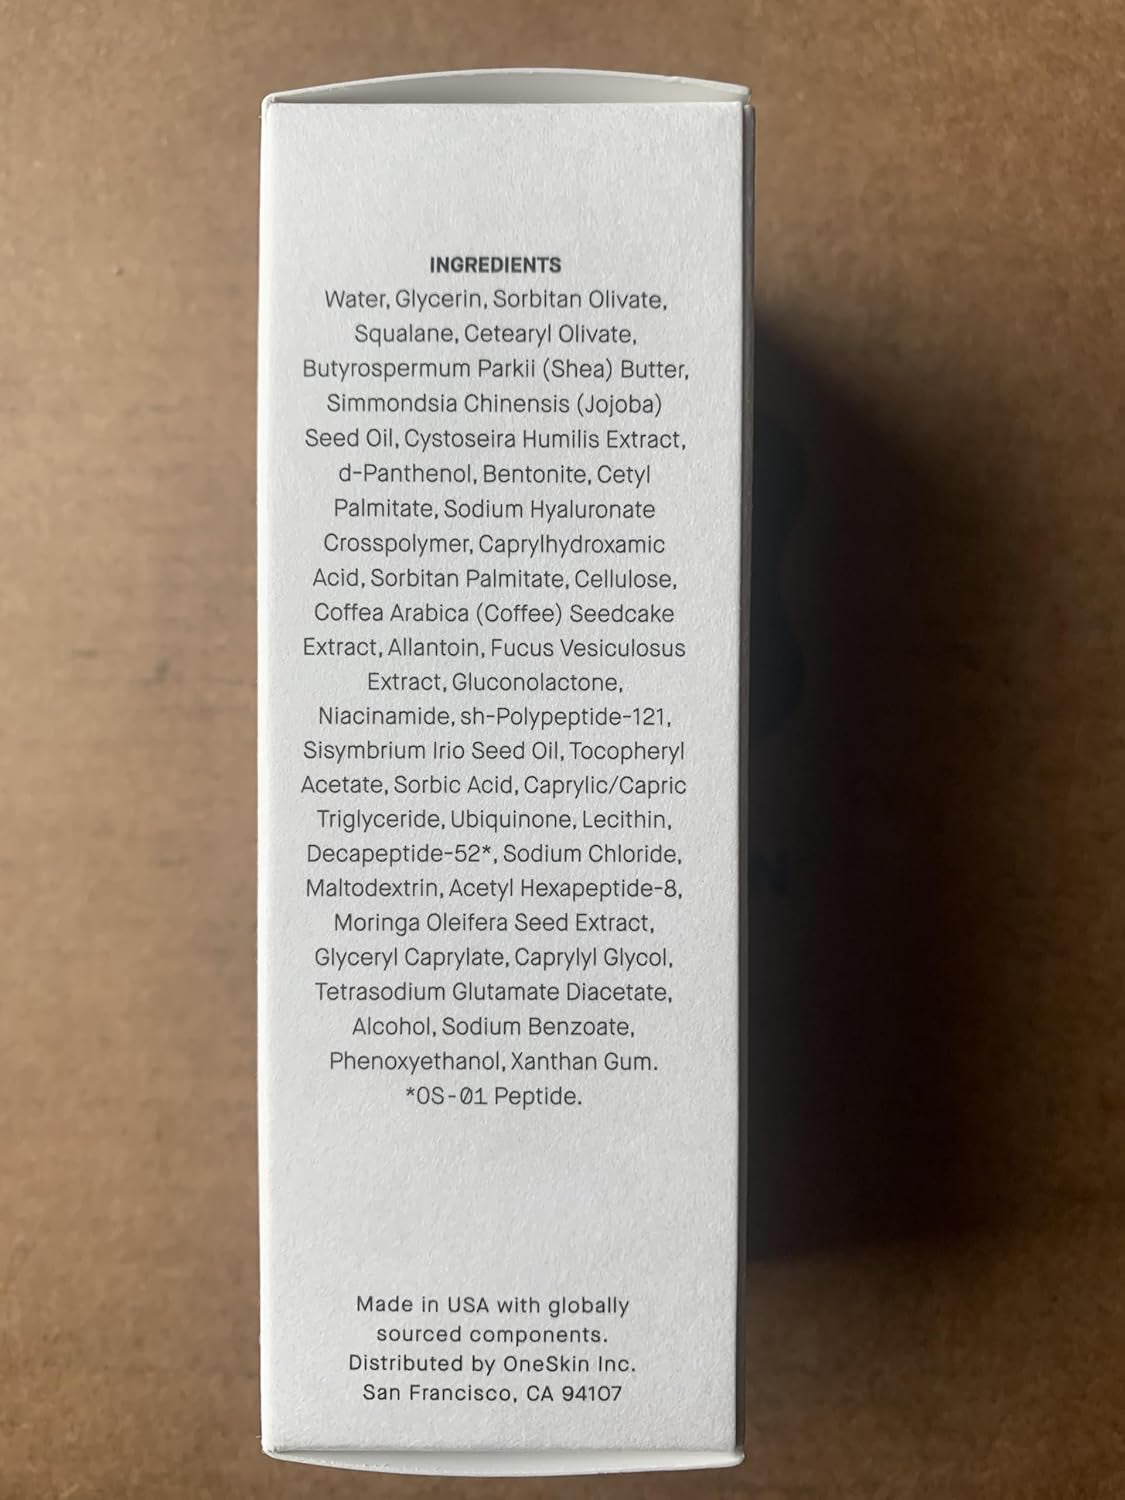 INGREDIENTS
Water, Glycerin, Sorbitan Olivate,
Squalane, Cetearyl Olivate,
Butyrospermum Parkii (Shea) Butter,
Simmondsia Chinensis (Jojoba)
Seed Oil, Cystoseira Humilis Extract,
d-Panthenol, Bentonite, Cetyl
Palmitate, Sodium Hyaluronate
Crosspolymer, Caprylhydroxamic
Acid, Sorbitan Palmitate, Cellulose,
Coffea Arabica (Coffee) Seedcake
Extract, Allantoin, Fucus Vesiculosus
Extract, Gluconolactone,
Niacinamide, sh-Polypeptide-121,
Sisymbrium Irio Seed Oil, Tocopheryl
Acetate, Sorbic Acid, Caprylic/Capric
Triglyceride, Ubiquinone, Lecithin,
Decapeptide-52*, Sodium Chloride,
Maltodextrin, Acetyl Hexapeptide-8,
Moringa Oleifera Seed Extract,
Glyceryl Caprylate, Caprylyl Glycol,
Tetrasodium Glutamate Diacetate,
Alcohol, Sodium Benzoate,
Phenoxyethanol, Xanthan Gum.
*OS-01 Peptide.
Made in USA with globally
sourced components.
Distributed by OneSkin Inc.
San Francisco, CA 94107